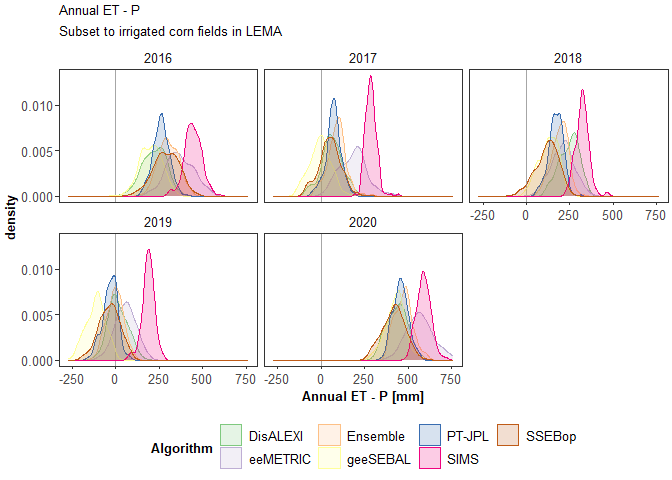 Annual ET - P
Subset to irrigated corn fields in LEMA
2016
2017
2018
0.010
0.005
0.000
-250 0 250 500 750
2019
2020
density
0.010
0.005
0.000
-250 0 250 500 750
-250 0 250 500 750
Annual ET - P [mm]
Algorithm
DisALEXI
Ensemble
PT-JPL
SSEBop
eeMETRIC
geeSEBAL
SIMS